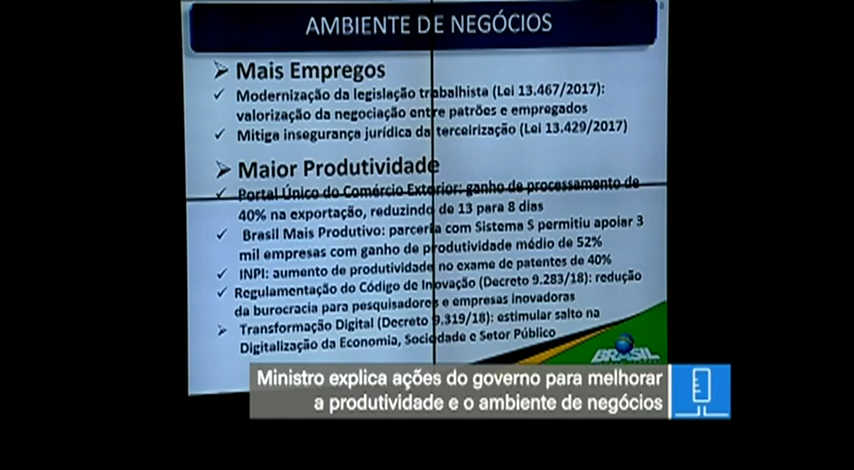 AMBIENTE DE NEGÓCIOS
➢ Mais Empregos
✓ Modernização da legislação trabalhista (Lei 13.467/2017):
valorização da negociação entre patrões e empregados
✓ Mitiga insegurança jurídica da terceirização (Lei 13.429/2017)
➢ Maior Produtividade
✓ Portal Único do Comércio Exterior: ganho de processamento de
40% na exportação, reduzindo de 13 para 8 dias
✓ Brasil Mais Produtivo: parceria com Sistema S permitiu apoiar 3
mil empresas com ganho de produtividade médio de 52%
✓ INPI: aumento de produtividade no exame de patentes de 40%
✓ Regulamentação do Código de Inovação (Decreto 9.283/18): redução
da burocracia para pesquisadores e empresas inovadoras
➢ Transformação Digital (Decreto 9.319/18): estimular salto na
Digitalização da Economia, Sociedade e Setor Público
BRASIL
Ministro explica ações do governo para melhorar
a produtividade e o ambiente de negócios